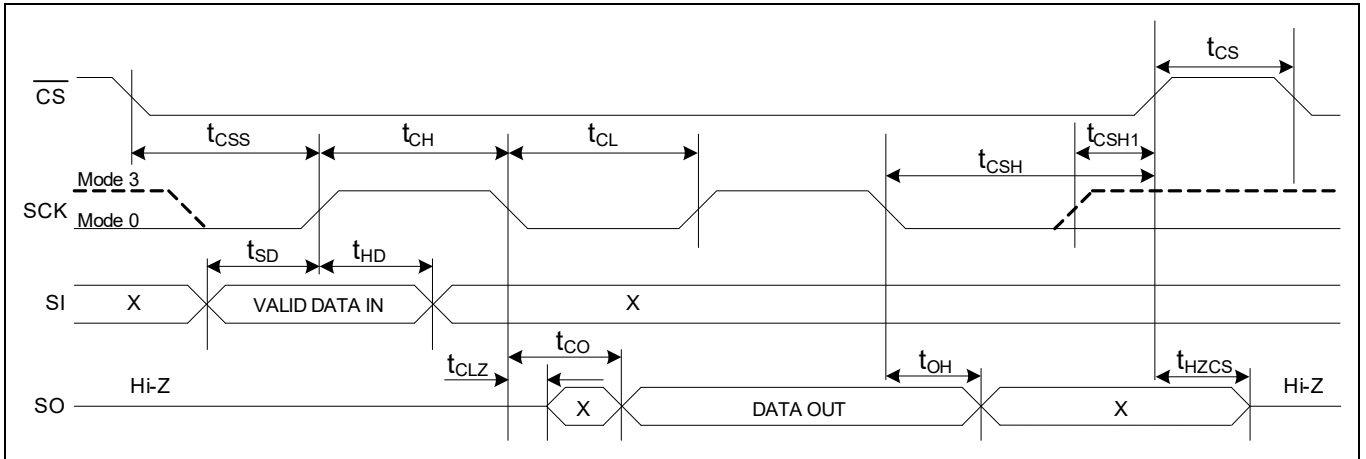 tCS
CS
tCSS
tCH
tCL
tCSH1
tCSH
Mode 3
SCK
Mode 0
tSD
tHD
SI
X
VALID DATA IN
X
tCO
tCLZ
tOH
tHZCS
Hi-Z
Hi-Z
SO
X
DATA OUT
X